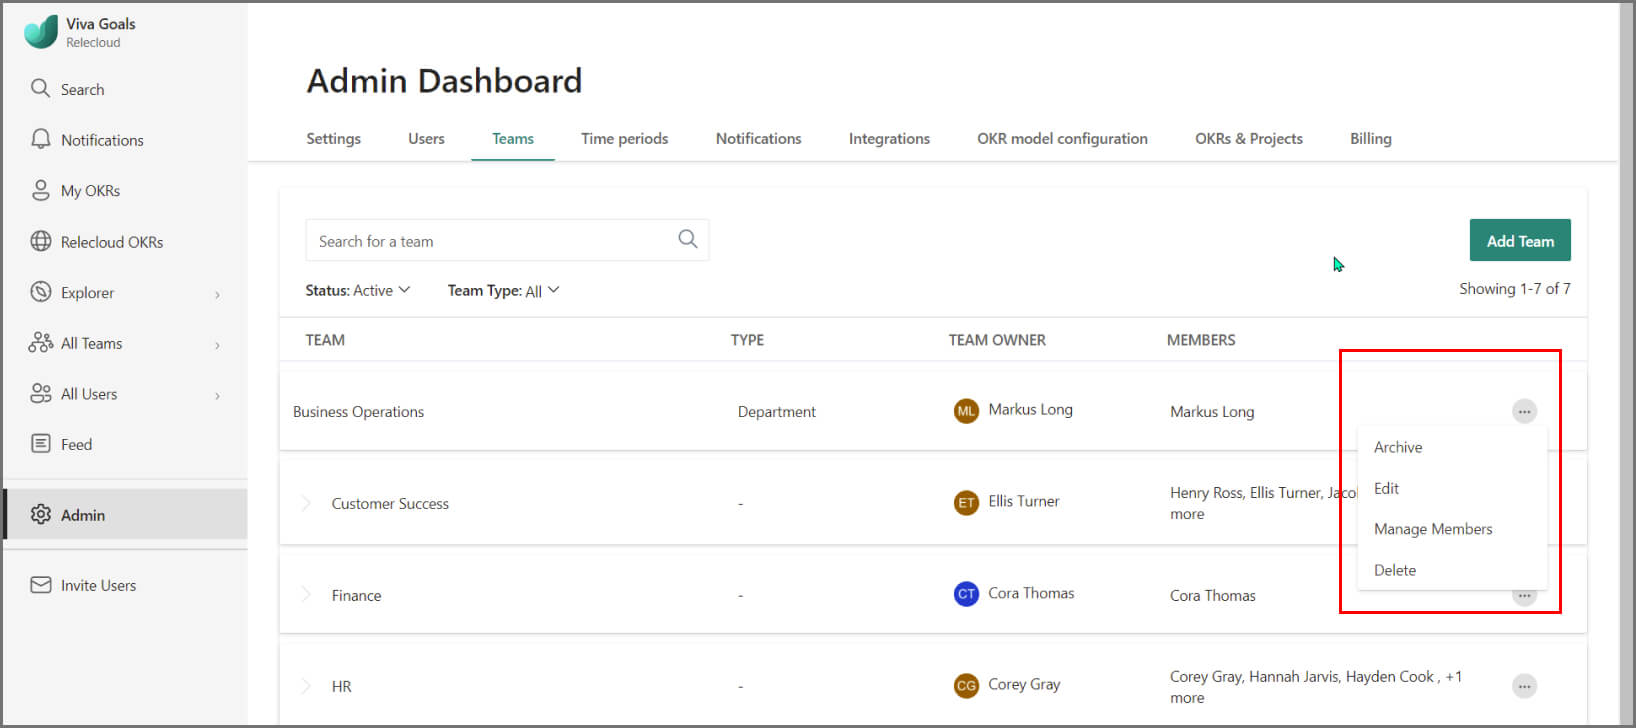 Viva Goals
Relecloud
Search
Notifications
My OKRs
Relecloud OKRs
Explorer
All Teams
All Users
Feed
Admin
Invite Users
Admin Dashboard
Settings Users Teams Time periods Notifications Integrations OKR model configuration OKRs & Projects Billing
Search for a team
Add Team
Status: Active Team Type: All
Showing 1-7 of 7
TEAM TYPE TEAM OWNER MEMBERS
Business Operations Department ML Markus Long Markus Long ...
Archive
Edit
Manage Members
Delete
Customer Success - ET Ellis Turner Henry Ross, Ellis Turner,
more
Finance - CT Cora Thomas Cora Thomas ...
HR - CG Corey Gray Corey Gray, Hannah Jarvis, Hayden Cook , +1
more ...